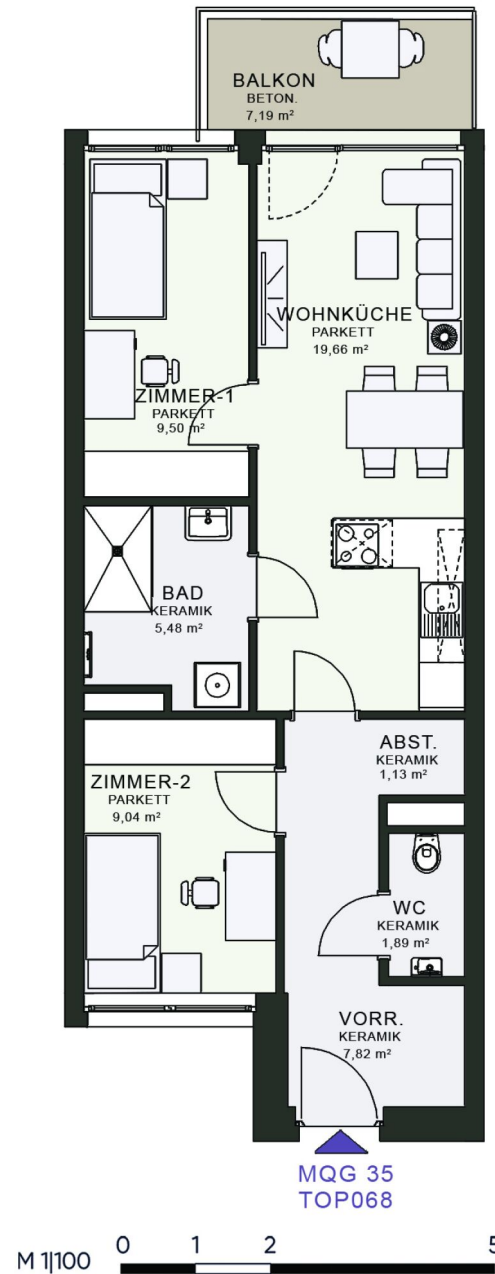 BALKON
BETON.
7,19 m²
WOHNKÜCHE
PARKETT
19,66 m²
ZIMMER-1
PARKETT
9,50 m²
BAD
KERAMIK
5,48 m²
ABST.
KERAMIK
1,13 m²
ZIMMER-2
PARKETT
9,04 m²
WC
KERAMIK
1,89 m²
VORR.
KERAMIK
7,82 m²
MQG 35
TOP068
M 1|100 0 1 2 5